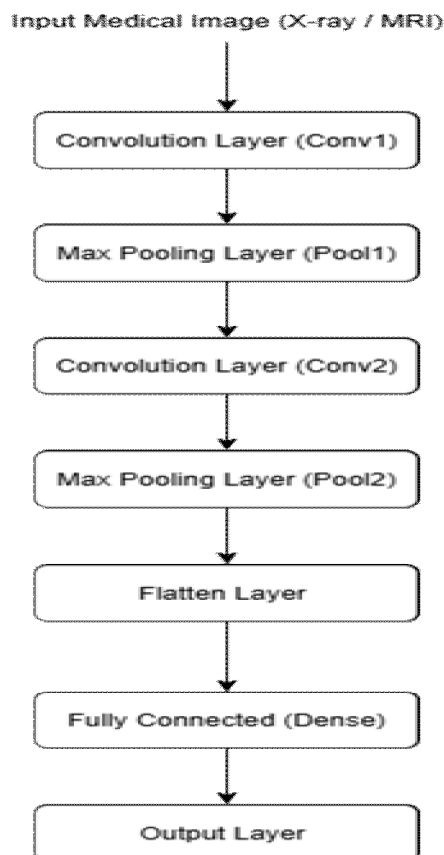 Input Medical Image (X-ray / MRI)
Convolution Layer (Conv1)
Max Pooling Layer (Pool1)
Convolution Layer (Conv2)
Max Pooling Layer (Pool2)
Flatten Layer
Fully Connected (Dense)
Output Layer